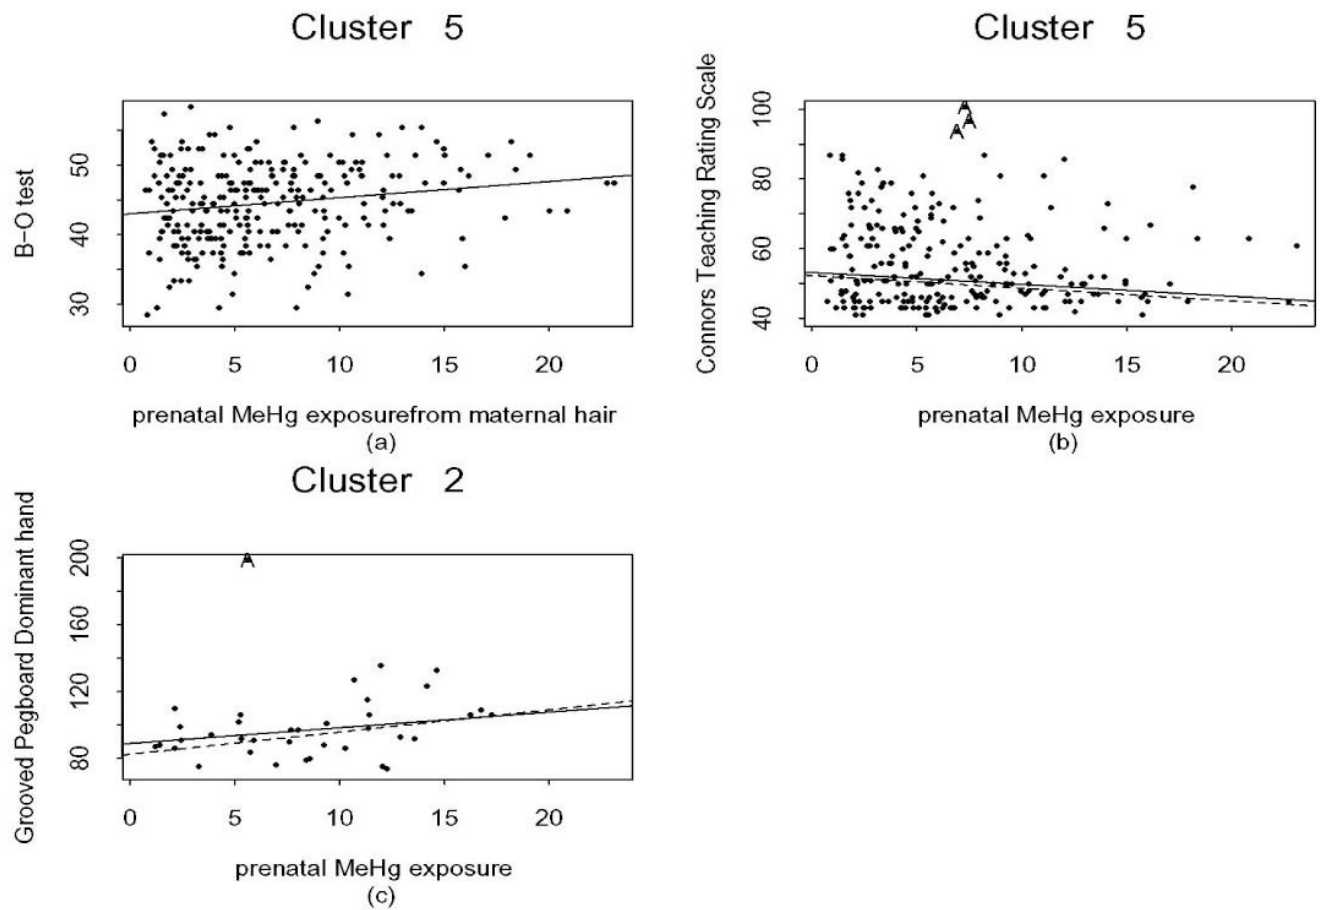 Cluster 5
B-O test
30 40 50
0 5 10 15 20
prenatal MeHg exposurefrom maternal hair
(a)
Cluster 5
Connors Teaching Rating Scale
40 60 80 100
A
A
A
0 5 10 15 20
prenatal MeHg exposure
(b)
Cluster 2
Grooved Pegboard Dominant hand
80 120 160 200
A
0 5 10 15 20
prenatal MeHg exposure
(c)